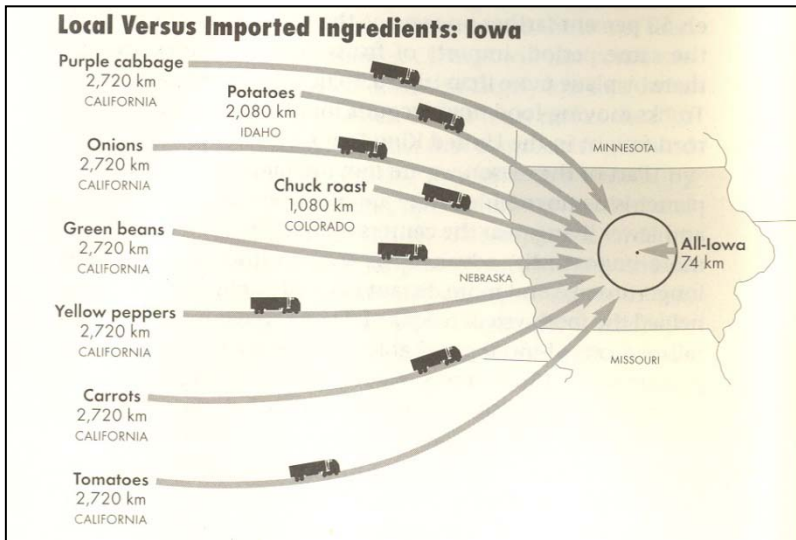 Local Versus Imported Ingredients: Iowa
Purple cabbage
2,720 km
CALIFORNIA
Potatoes
2,080 km
IDAHO
Onions
2,720 km
CALIFORNIA
Chuck roast
1,080 km
COLORADO
Green beans
2,720 km
CALIFORNIA
Yellow peppers
2,720 km
CALIFORNIA
Carrots
2,720 km
CALIFORNIA
Tomatoes
2,720 km
CALIFORNIA
MINNESOTA
All-Iowa
74 km
NEBRASKA
MISSOURI